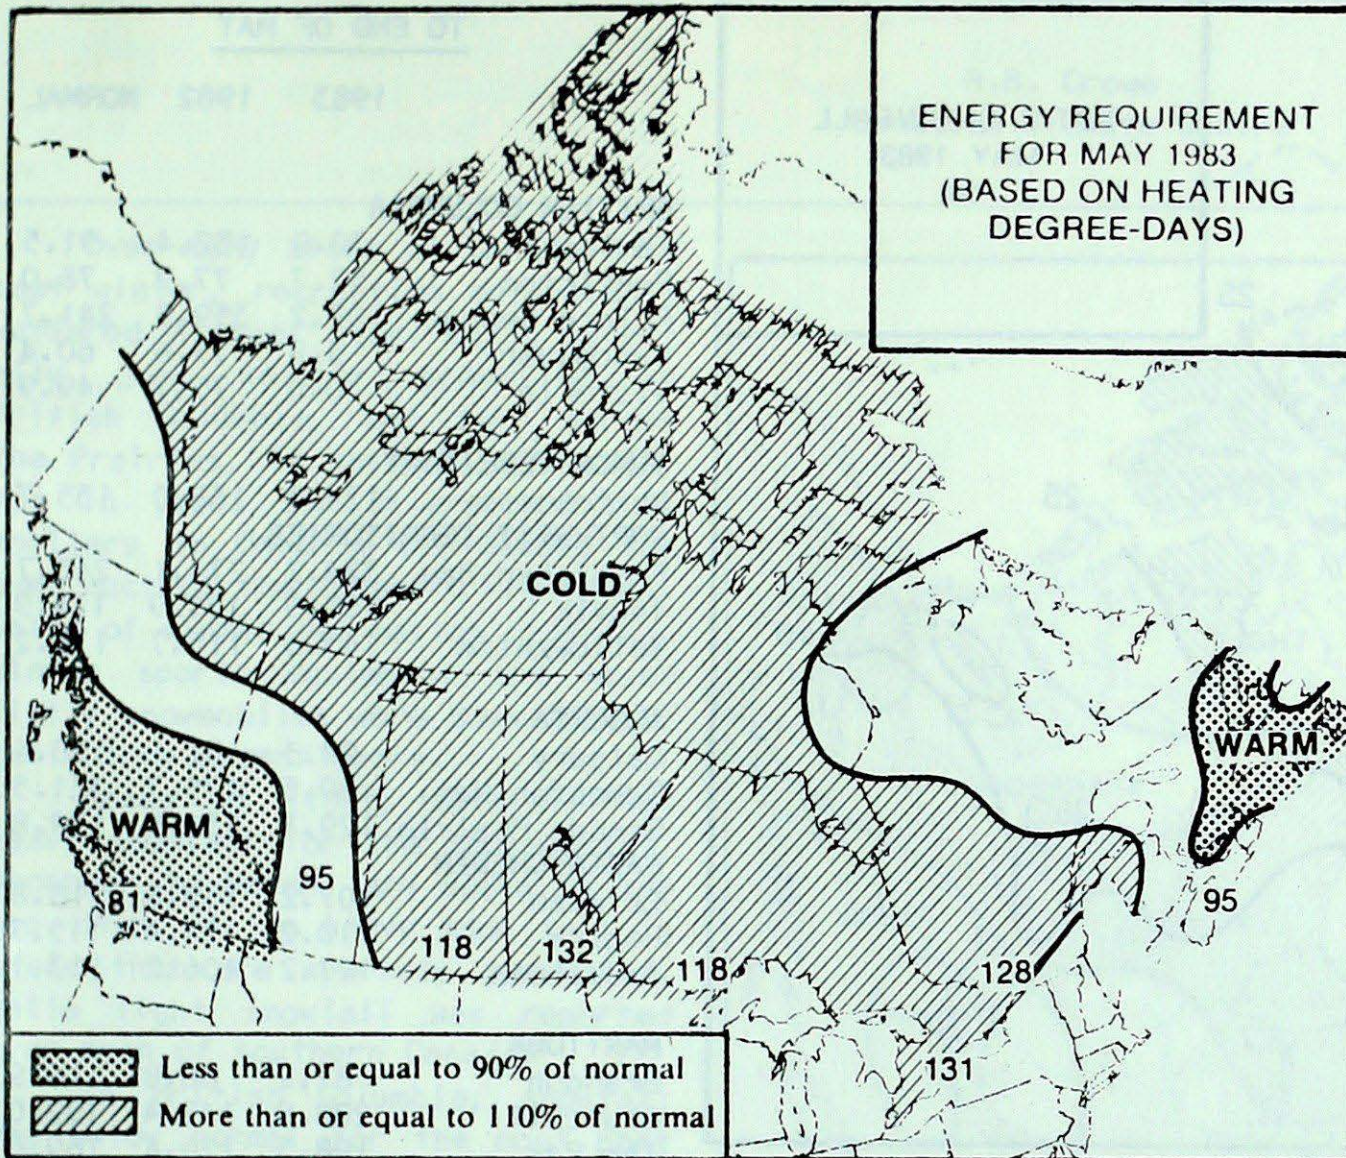 ENERGY REQUIREMENT
FOR MAY 1983
(BASED ON HEATING
DEGREE-DAYS)
COLD
WARM
WARM
81
95
118
132
118
128
131
95
Less than or equal to 90% of normal
More than or equal to 110% of normal